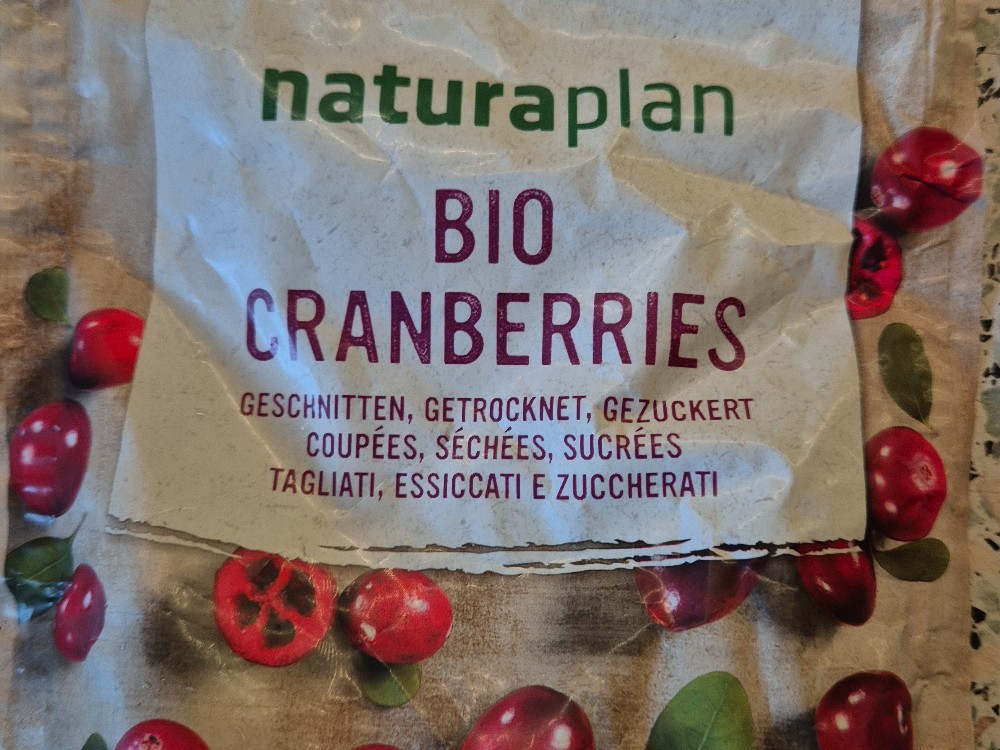 naturaplan
BIO
CRANBERRIES
GESCHNITTEN, GETROCKNET, GEZUCKERT
COUPÉES, SÉCHÉES, SUCRÉES
TAGLIATI, ESSICCATI E ZUCCHERATI